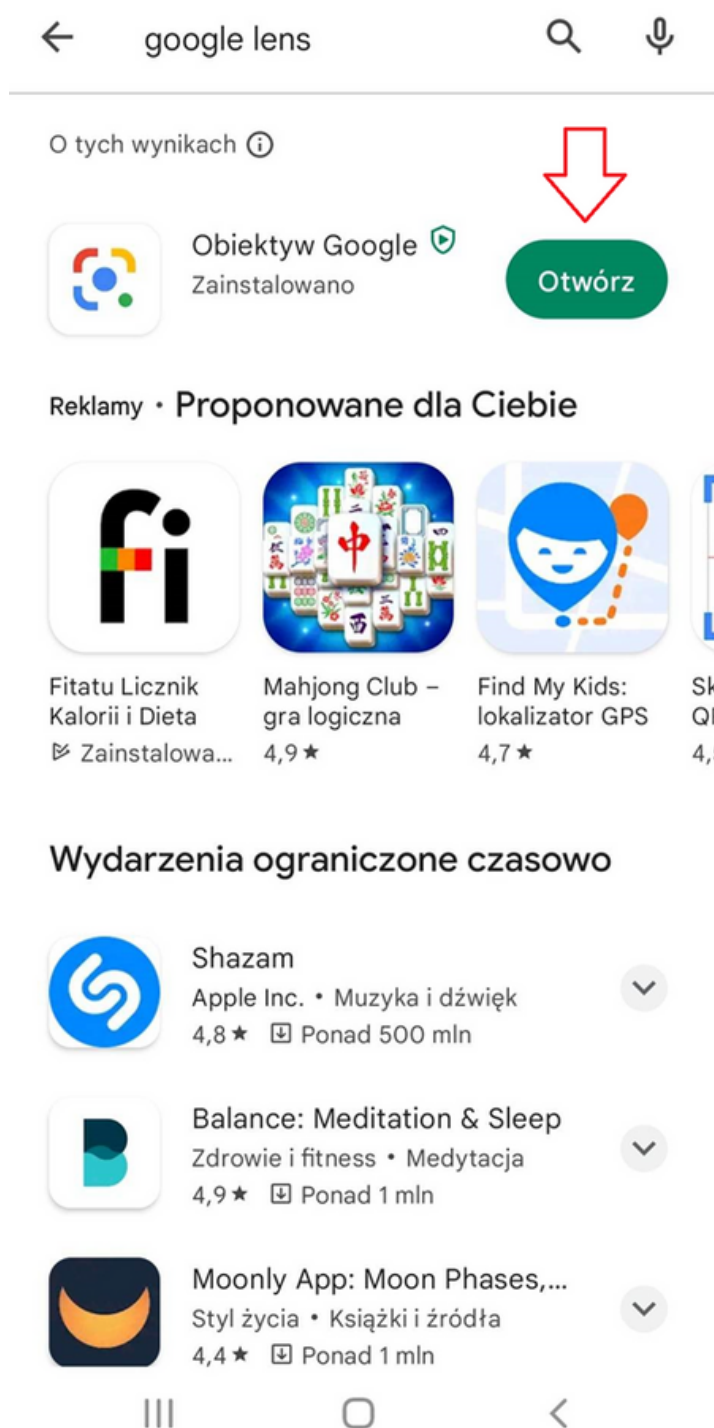 google lens
O tych wynikach
Obiektyw Google
Zainstalowano
Otwórz
Reklamy • Proponowane dla Ciebie
fi
Fitatu Licznik
Kalorii i Dieta
Zainstalowa...
Mahjong Club –
gra logiczna
4,9★
Find My Kids:
lokalizator GPS
4,7★
Wydarzenia ograniczone czasowo
Shazam
Apple Inc. • Muzyka i dźwięk
4,8★ Ponad 500 mln
Balance: Meditation & Sleep
Zdrowie i fitness • Medytacja
4,9★ Ponad 1 mln
Moonly App: Moon Phases,...
Styl życia • Książki i źródła
4,4★ Ponad 1 mln